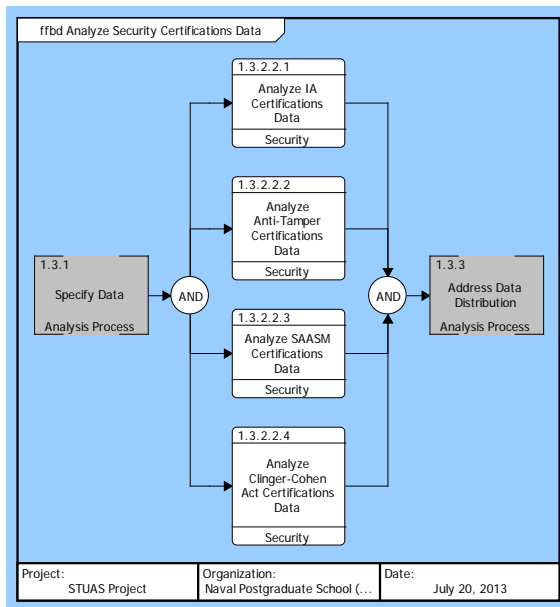 ffbd Analyze Security Certifications Data
1.3.2.2.1
Analyze IA
Certifications
Data
Security
1.3.2.2.2
Analyze
Anti-Tamper
Certifications
Data
Security
1.3.1
Specify Data
Analysis Process
AND
AND
1.3.3
Address Data
Distribution
Analysis Process
1.3.2.2.3
Analyze SAASM
Certifications
Data
Security
1.3.2.2.4
Analyze
Clinger-Cohen
Act Certifications
Data
Security
Project:
STUAS Project
Organization:
Naval Postgraduate School (...
Date:
July 20, 2013